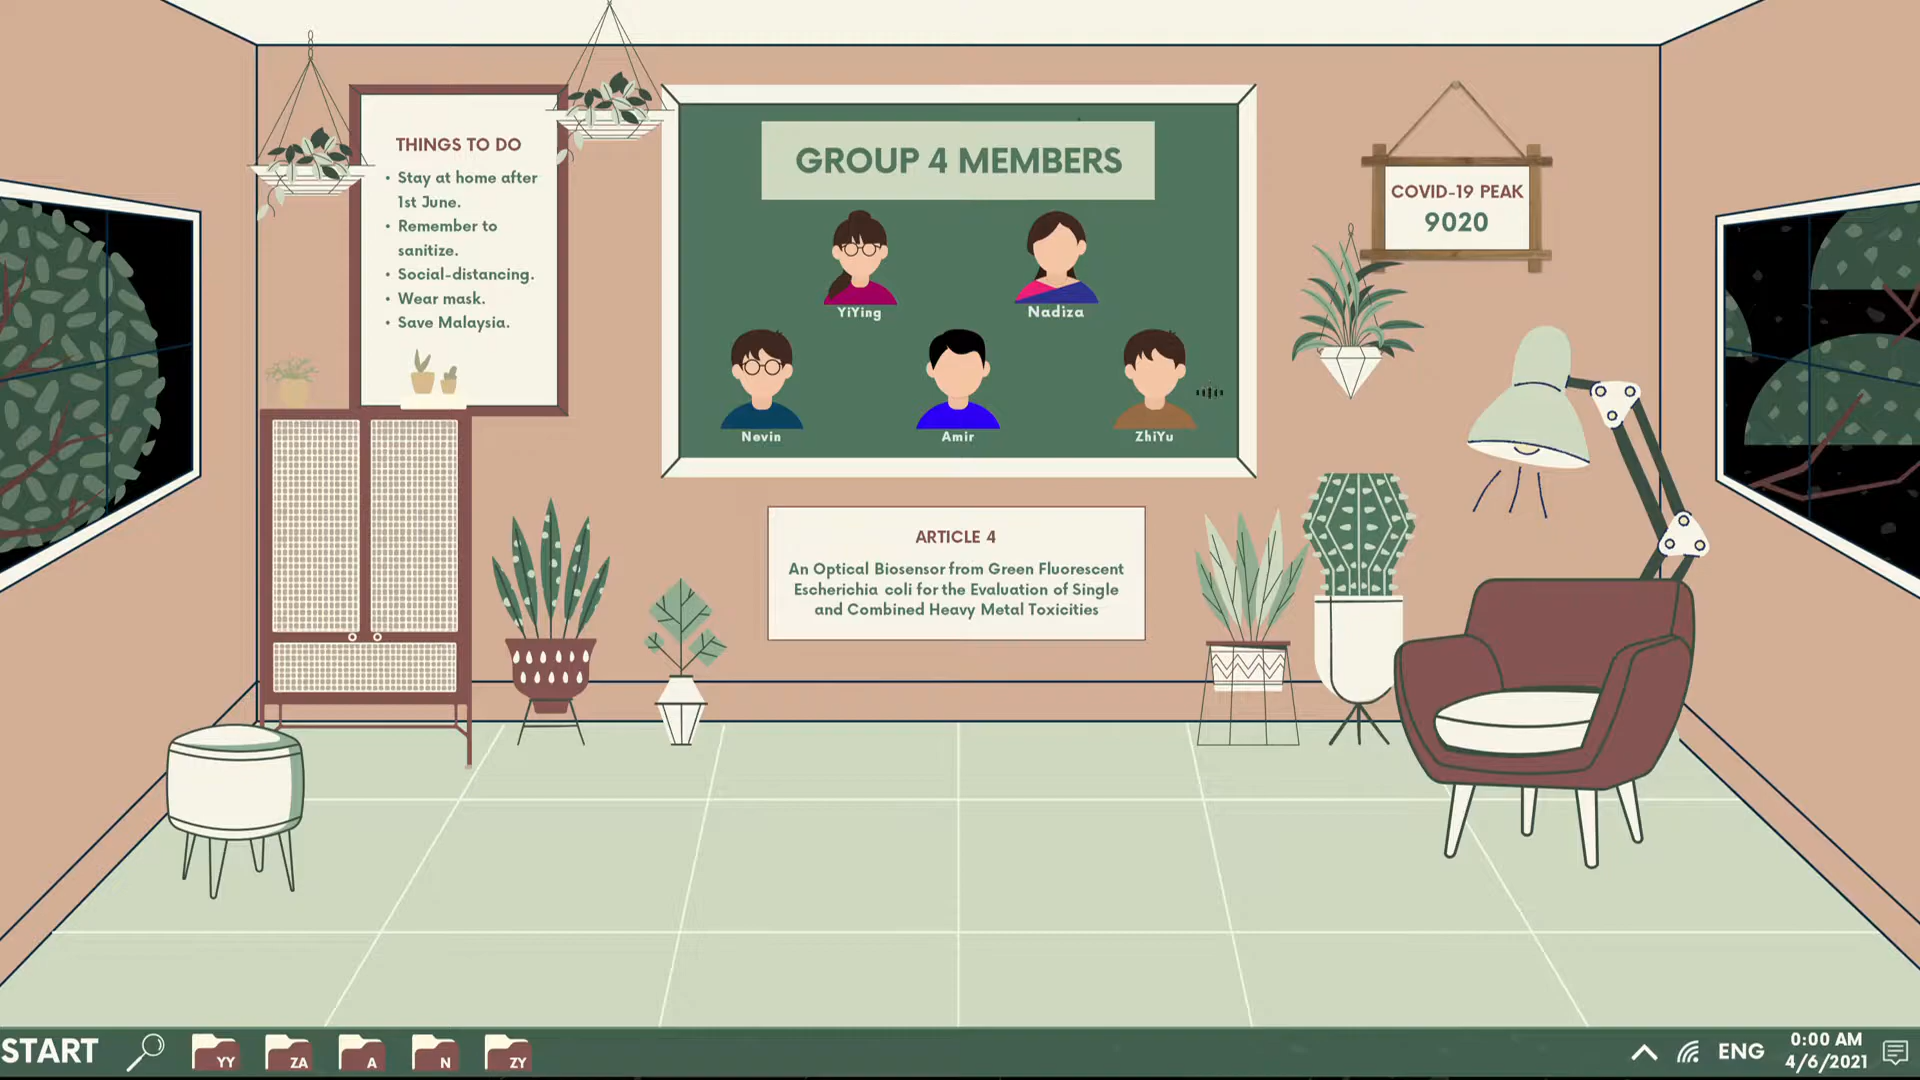 THINGS TO DO
• Stay at home after
1st June.
• Remember to
sanitize.
• Social-distancing.
• Wear mask.
• Save Malaysia.
GROUP 4 MEMBERS
YiYing
Nadiza
Nevin
Amir
ZhiYu
COVID-19 PEAK
9020
ARTICLE 4
An Optical Biosensor from Green Fluorescent
Escherichia coli for the Evaluation of Single
and Combined Heavy Metal Toxicities
START
YY
ZA
A
N
ZY
ENG
0:00 AM
4/6/2021